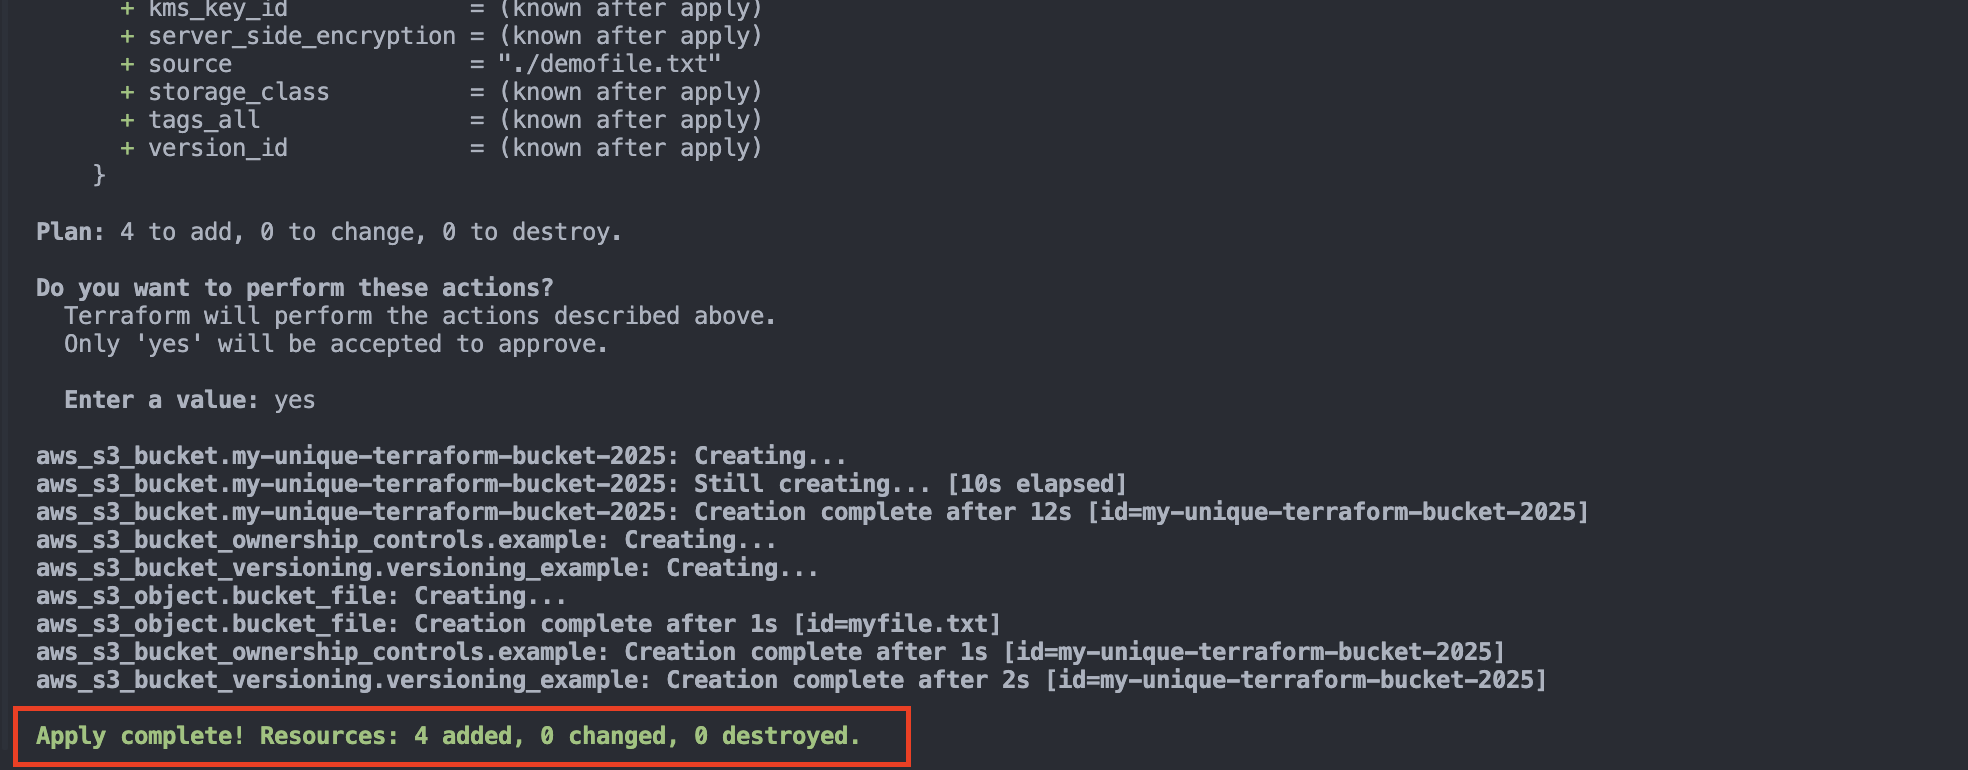 + kms_key_id = (known after apply)
+ server_side_encryption = (known after apply)
+ source = "./demofile.txt"
+ storage_class = (known after apply)
+ tags_all = (known after apply)
+ version_id = (known after apply)
}
Plan: 4 to add, 0 to change, 0 to destroy.
Do you want to perform these actions?
Terraform will perform the actions described above.
Only 'yes' will be accepted to approve.
Enter a value: yes
aws_s3_bucket.my-unique-terraform-bucket-2025: Creating...
aws_s3_bucket.my-unique-terraform-bucket-2025: Still creating... [10s elapsed]
aws_s3_bucket.my-unique-terraform-bucket-2025: Creation complete after 12s [id=my-unique-terraform-bucket-2025]
aws_s3_bucket_ownership_controls.example: Creating...
aws_s3_bucket_versioning.versioning_example: Creating...
aws_s3_object.bucket_file: Creating...
aws_s3_object.bucket_file: Creation complete after 1s [id=myfile.txt]
aws_s3_bucket_ownership_controls.example: Creation complete after 1s [id=my-unique-terraform-bucket-2025]
aws_s3_bucket_versioning.versioning_example: Creation complete after 2s [id=my-unique-terraform-bucket-2025]
Apply complete! Resources: 4 added, 0 changed, 0 destroyed.